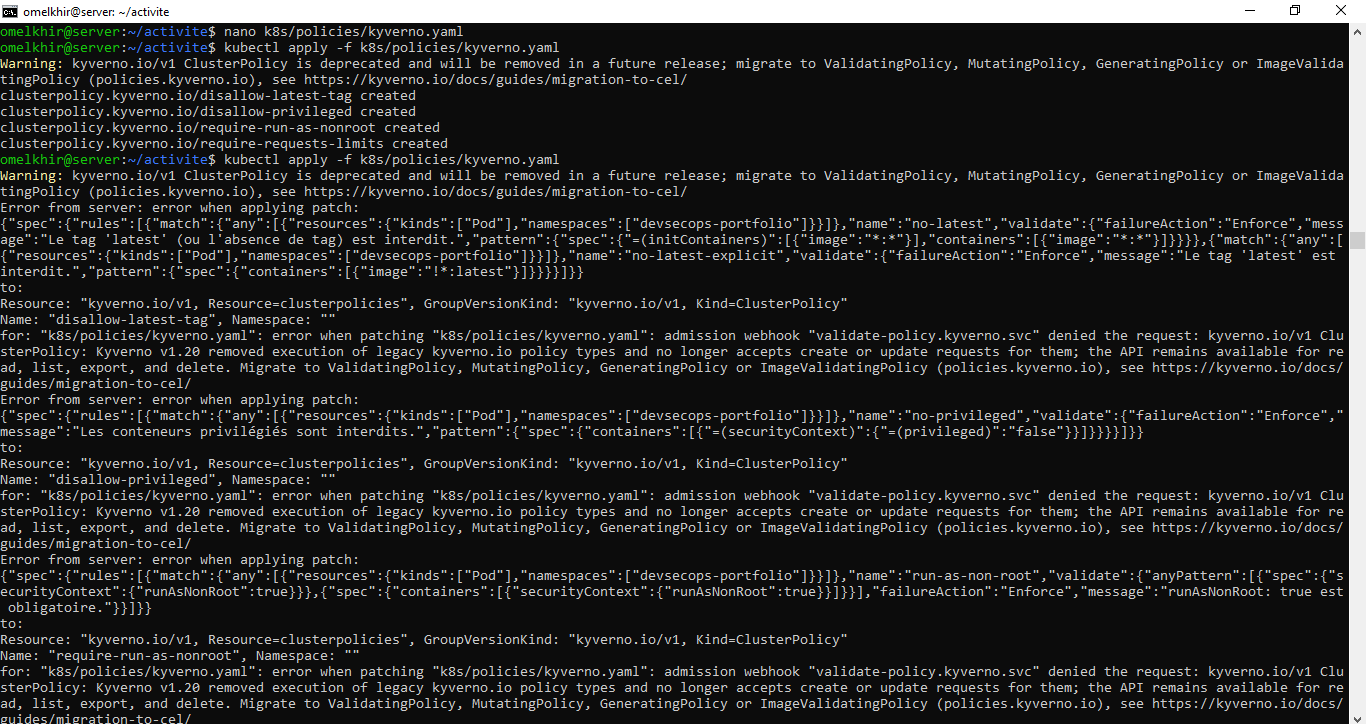 omelkhir@server: ~/activite
omelkhir@server:~/activite$ nano k8s/policies/kyverno.yaml
omelkhir@server:~/activite$ kubectl apply -f k8s/policies/kyverno.yaml
Warning: kyverno.io/v1 ClusterPolicy is deprecated and will be removed in a future release; migrate to ValidatingPolicy, MutatingPolicy, GeneratingPolicy or ImageValida
tingPolicy (policies.kyverno.io), see https://kyverno.io/docs/guides/migration-to-cel/
clusterpolicy.kyverno.io/disallow-latest-tag created
clusterpolicy.kyverno.io/disallow-privileged created
clusterpolicy.kyverno.io/require-run-as-nonroot created
clusterpolicy.kyverno.io/require-requests-limits created
omelkhir@server:~/activite$ kubectl apply -f k8s/policies/kyverno.yaml
Warning: kyverno.io/v1 ClusterPolicy is deprecated and will be removed in a future release; migrate to ValidatingPolicy, MutatingPolicy, GeneratingPolicy or ImageValida
tingPolicy (policies.kyverno.io), see https://kyverno.io/docs/guides/migration-to-cel/
Error from server: error when applying patch:
{"spec":{"rules":[{"match":{"any":[{"resources":{"kinds":["Pod"],"namespaces":["devsecops-portfolio"]}}]},"name":"no-latest","validate":{"failureAction":"Enforce","mess
age":"Le tag 'latest' (ou l'absence de tag) est interdit.","pattern":{"spec":{"=(initContainers)":[{"image":"*:*"}],"containers":[{"image":"*:*"}]}}}},{"match":{"any":[
{"resources":{"kinds":["Pod"],"namespaces":["devsecops-portfolio"]}}]},"name":"no-latest-explicit","validate":{"failureAction":"Enforce","message":"Le tag 'latest' est
interdit.","pattern":{"spec":{"containers":[{"image":"!*:latest"}]}}}}]}}
to:
Resource: "kyverno.io/v1, Resource=clusterpolicies", GroupVersionKind: "kyverno.io/v1, Kind=ClusterPolicy"
Name: "disallow-latest-tag", Namespace: ""
for: "k8s/policies/kyverno.yaml": error when patching "k8s/policies/kyverno.yaml": admission webhook "validate-policy.kyverno.svc" denied the request: kyverno.io/v1 Clu
sterPolicy: Kyverno v1.20 removed execution of legacy kyverno.io policy types and no longer accepts create or update requests for them; the API remains available for re
ad, list, export, and delete. Migrate to ValidatingPolicy, MutatingPolicy, GeneratingPolicy or ImageValidatingPolicy (policies.kyverno.io), see https://kyverno.io/docs/
guides/migration-to-cel/
Error from server: error when applying patch:
{"spec":{"rules":[{"match":{"any":[{"resources":{"kinds":["Pod"],"namespaces":["devsecops-portfolio"]}}]},"name":"no-privileged","validate":{"failureAction":"Enforce","
message":"Les conteneurs privilégiés sont interdits.","pattern":{"spec":{"containers":[{"=(securityContext)":{"=(privileged)":"false"}}]}}}}]}}
to:
Resource: "kyverno.io/v1, Resource=clusterpolicies", GroupVersionKind: "kyverno.io/v1, Kind=ClusterPolicy"
Name: "disallow-privileged", Namespace: ""
for: "k8s/policies/kyverno.yaml": error when patching "k8s/policies/kyverno.yaml": admission webhook "validate-policy.kyverno.svc" denied the request: kyverno.io/v1 Clu
sterPolicy: Kyverno v1.20 removed execution of legacy kyverno.io policy types and no longer accepts create or update requests for them; the API remains available for re
ad, list, export, and delete. Migrate to ValidatingPolicy, MutatingPolicy, GeneratingPolicy or ImageValidatingPolicy (policies.kyverno.io), see https://kyverno.io/docs/
guides/migration-to-cel/
Error from server: error when applying patch:
{"spec":{"rules":[{"match":{"any":[{"resources":{"kinds":["Pod"],"namespaces":["devsecops-portfolio"]}}]},"name":"run-as-non-root","validate":{"anyPattern":[{"spec":{"s
ecurityContext":{"runAsNonRoot":true}}},{"spec":{"containers":[{"securityContext":{"runAsNonRoot":true}}]}}],"failureAction":"Enforce","message":"runAsNonRoot: true est
 obligatoire."}}]}}
to:
Resource: "kyverno.io/v1, Resource=clusterpolicies", GroupVersionKind: "kyverno.io/v1, Kind=ClusterPolicy"
Name: "require-run-as-nonroot", Namespace: ""
for: "k8s/policies/kyverno.yaml": error when patching "k8s/policies/kyverno.yaml": admission webhook "validate-policy.kyverno.svc" denied the request: kyverno.io/v1 Clu
sterPolicy: Kyverno v1.20 removed execution of legacy kyverno.io policy types and no longer accepts create or update requests for them; the API remains available for re
ad, list, export, and delete. Migrate to ValidatingPolicy, MutatingPolicy, GeneratingPolicy or ImageValidatingPolicy (policies.kyverno.io), see https://kyverno.io/docs/
guides/migration-to-cel/